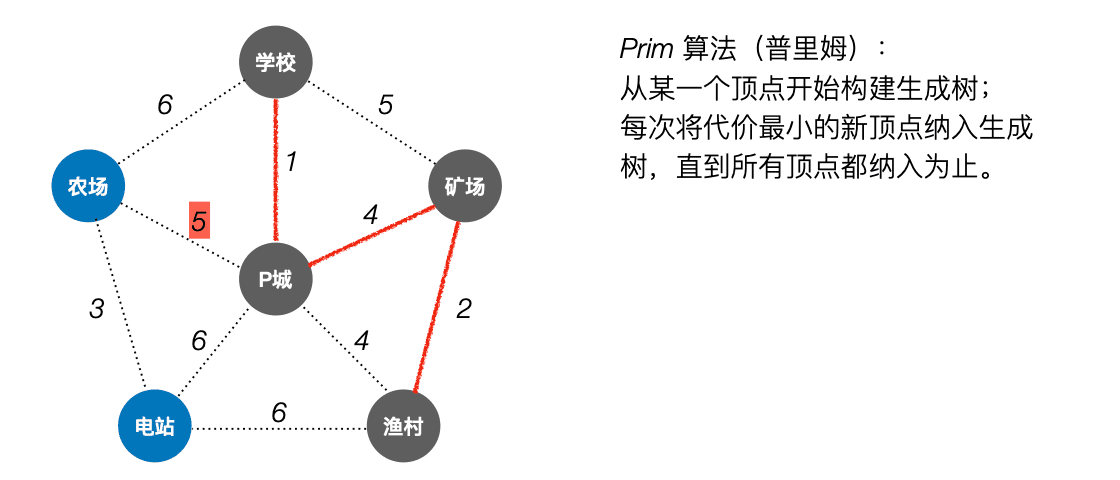 学校
6
5
1
农场
矿场
5
4
P城
3
6
4
2
电站
6
渔村
Prim 算法（普里姆）：
从某一个顶点开始构建生成树；
每次将代价最小的新顶点纳入生成
树，直到所有顶点都纳入为止。